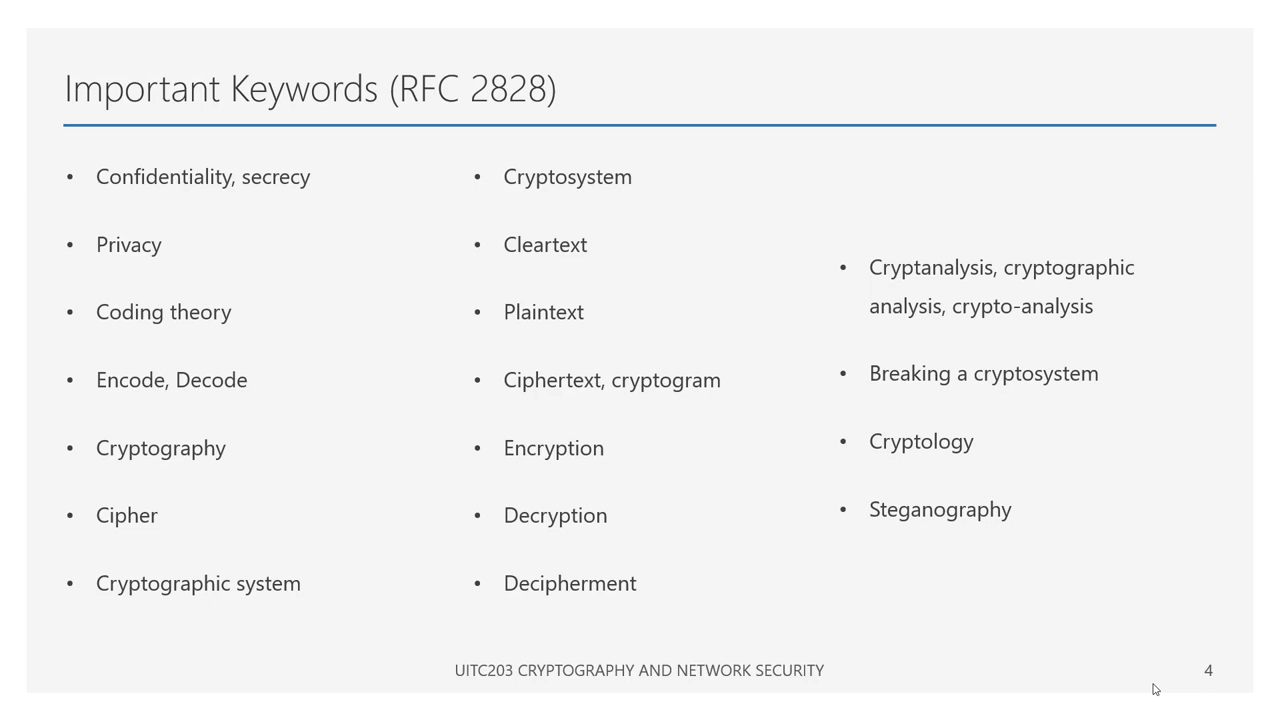 Important Keywords (RFC 2828)
• Confidentiality, secrecy
• Privacy
• Coding theory
• Encode, Decode
• Cryptography
• Cipher
• Cryptographic system
• Cryptosystem
• Cleartext
• Plaintext
• Ciphertext, cryptogram
• Encryption
• Decryption
• Decipherment
• Cryptanalysis, cryptographic
analysis, crypto-analysis
• Breaking a cryptosystem
• Cryptology
• Steganography
UITC203 CRYPTOGRAPHY AND NETWORK SECURITY
4